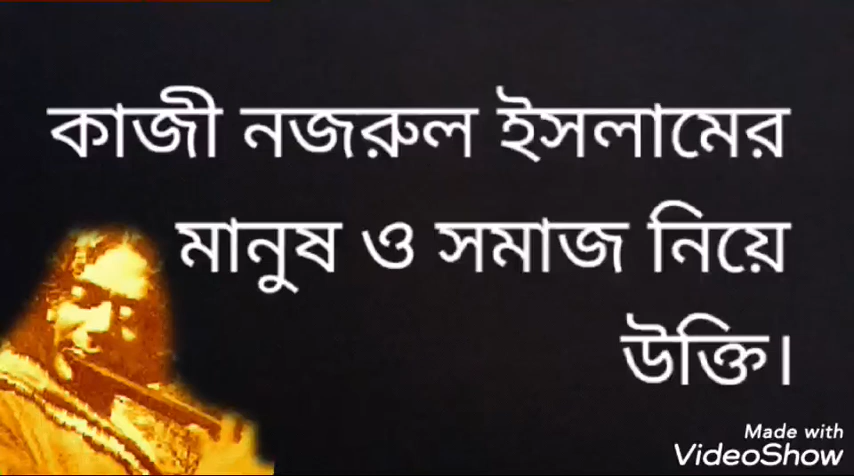 কাজী নজরুল ইসলামের
মানুষ ও সমাজ নিয়ে
উক্তি।
Made with
VideoShow